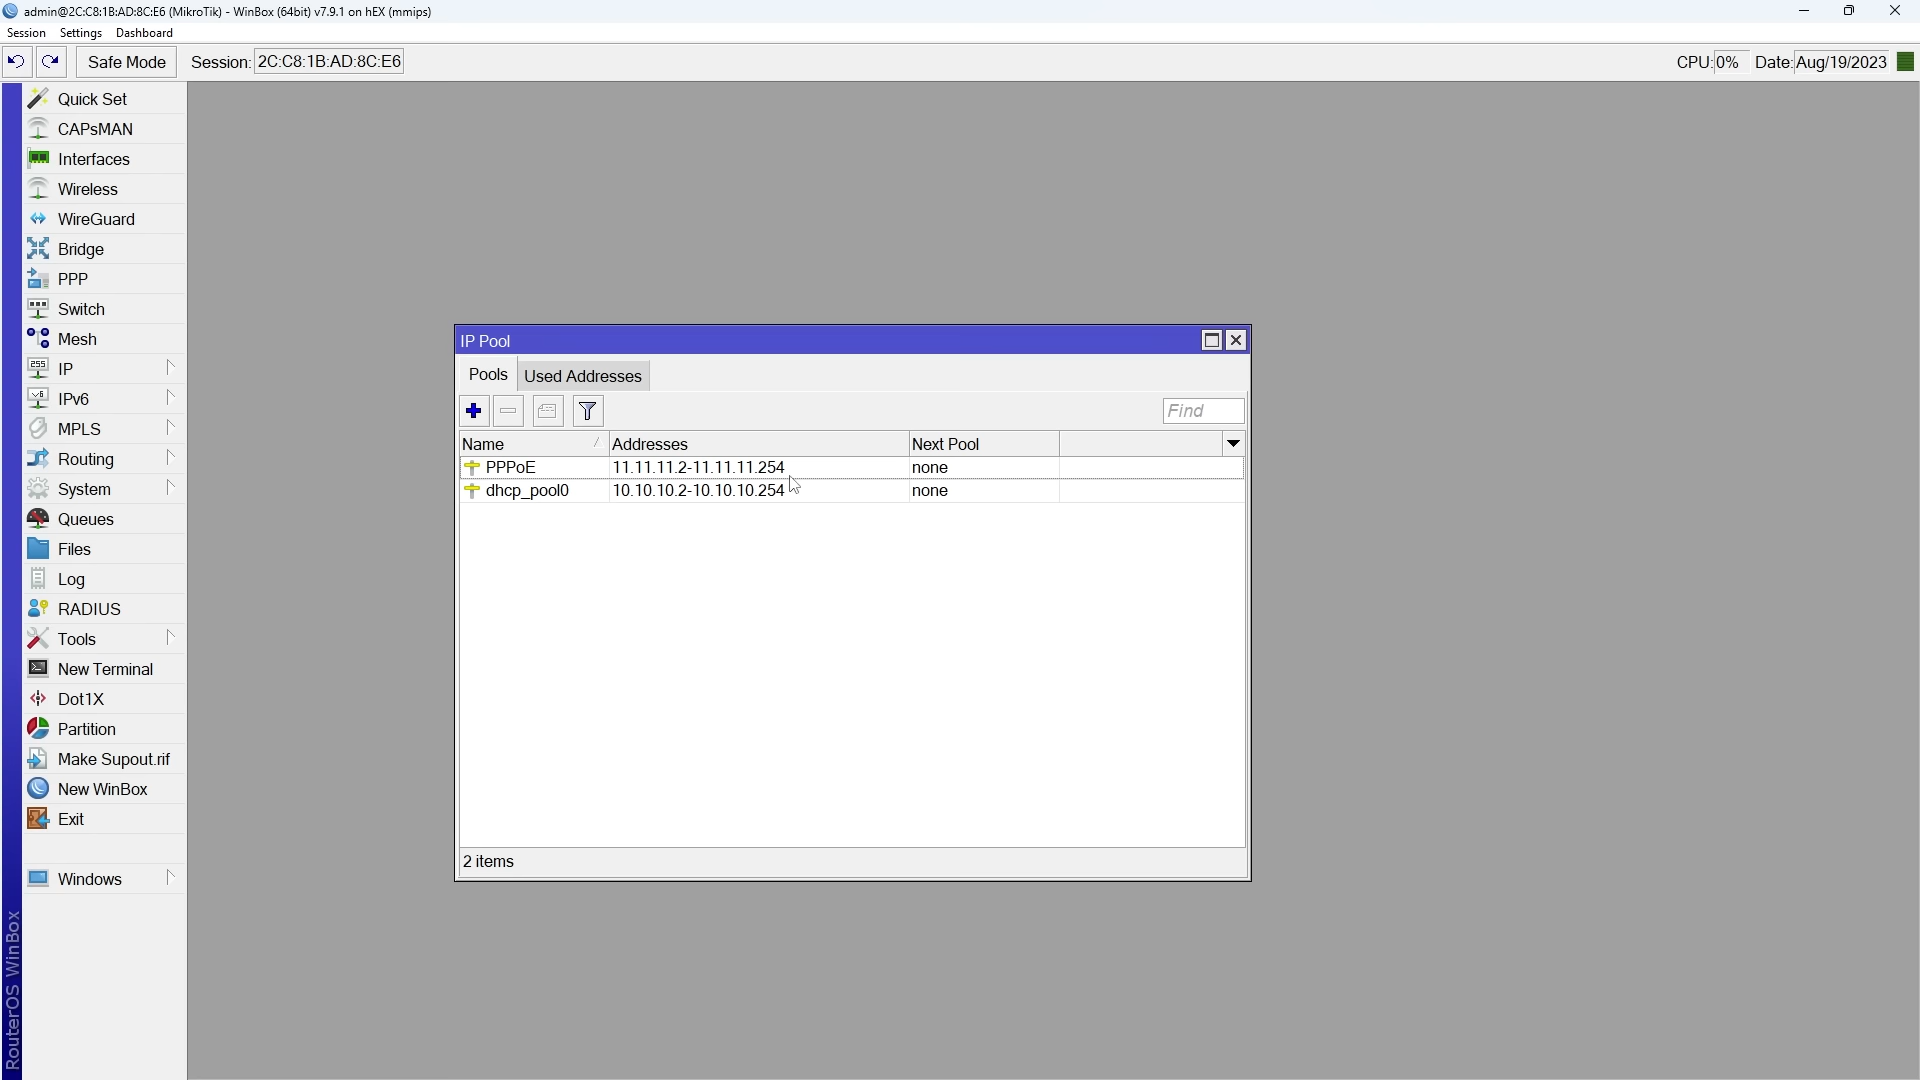 admin@2C:C8:1B:AD:8C:E6 (MikroTik) - WinBox (64bit) v7.9.1 on hEX (mmips)
Session Settings Dashboard
Safe Mode Session: 2C:C8:1B:AD:8C:E6 CPU: 0% Date: Aug/19/2023
Quick Set
CAPsMAN
Interfaces
Wireless
WireGuard
Bridge
PPP
Switch
Mesh
IP
IPv6
MPLS
Routing
System
Queues
Files
Log
RADIUS
Tools
New Terminal
Dot1X
Partition
Make Supout.rif
New WinBox
Exit
Windows
RouterOS WinBox
IP Pool
Pools Used Addresses
Find
Name Addresses Next Pool
PPPoE 11.11.11.2-11.11.11.254 none
dhcp_pool0 10.10.10.2-10.10.10.254 none
2 items